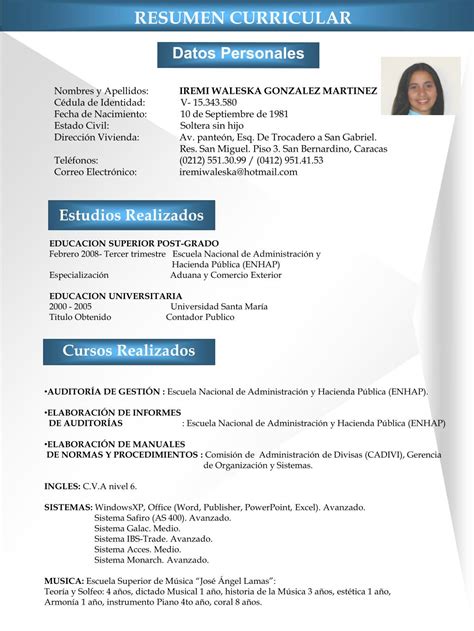 RESUMEN CURRICULAR
Datos Personales
Nombres y Apellidos: IREMI WALESKA GONZALEZ MARTINEZ
Cédula de Identidad: V- 15.343.580
Fecha de Nacimiento: 10 de Septiembre de 1981
Estado Civil: Soltera sin hijo
Dirección Vivienda: Av. panteón, Esq. De Trocadero a San Gabriel.
Res. San Miguel. Piso 3. San Bernardino, Caracas
Teléfonos: (0212) 551.30.99 / (0412) 951.41.53
Correo Electrónico: iremiwaleska@hotmail.com
Estudios Realizados
EDUCACION SUPERIOR POST-GRADO
Febrero 2008- Tercer trimestre Escuela Nacional de Administración y
Hacienda Pública (ENHAP)
Especialización Aduana y Comercio Exterior
EDUCACION UNIVERSITARIA
2000 - 2005 Universidad Santa María
Titulo Obtenido Contador Publico
Cursos Realizados
•AUDITORÍA DE GESTIÓN : Escuela Nacional de Administración y Hacienda Pública (ENHAP).
•ELABORACIÓN DE INFORMES
DE AUDITORÍAS : Escuela Nacional de Administración y Hacienda Pública (ENHAP)
•ELABORACIÓN DE MANUALES
DE NORMAS Y PROCEDIMIENTOS : Comisión de Administración de Divisas (CADIVI), Gerencia
de Organización y Sistemas.
INGLES: C.V.A nivel 6.
SISTEMAS: WindowsXP, Office (Word, Publisher, PowerPoint, Excel). Avanzado.
Sistema Safiro (AS 400). Avanzado.
Sistema Galac. Medio.
Sistema IBS-Trade. Avanzado.
Sistema Acces. Medio.
Sistema Monarch. Avanzado.
MUSICA: Escuela Superior de Música "José Ángel Lamas":
Teoría y Solfeo: 4 años, dictado Musical 1 año, historia de la Música 3 años, estética 1 año,
Armonía 1 año, instrumento Piano 4to año, coral 8 años.